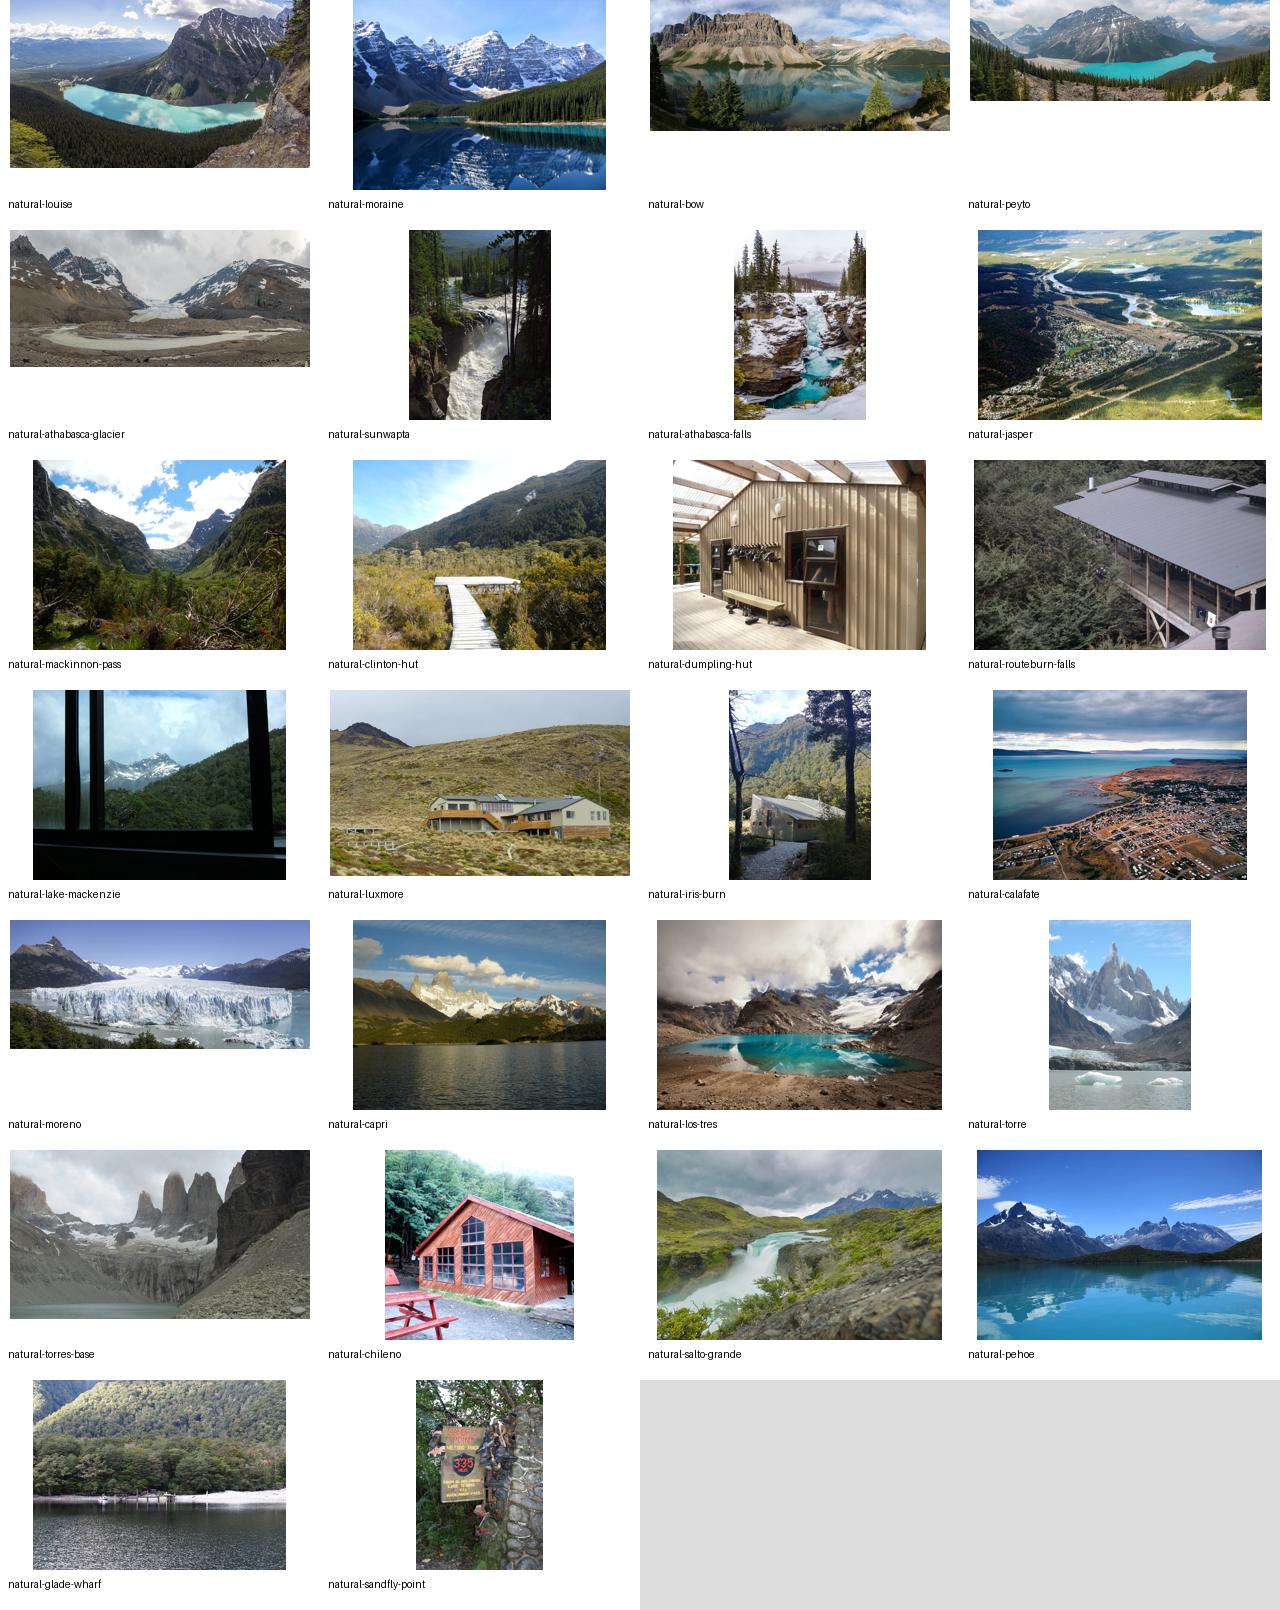 natural-louise
natural-moraine
natural-bow
natural-peyto
natural-athabasca-glacier
natural-sunwapta
natural-athabasca-falls
natural-jasper
natural-mackinnon-pass
natural-clinton-hut
natural-dumpling-hut
natural-routeburn-falls
natural-lake-mackenzie
natural-luxmore
natural-iris-burn
natural-calafate
natural-moreno
natural-capri
natural-los-tres
natural-torre
natural-torres-base
natural-chileno
natural-salto-grande
natural-pehoe
335
natural-glade-wharf
natural-sandfly-point